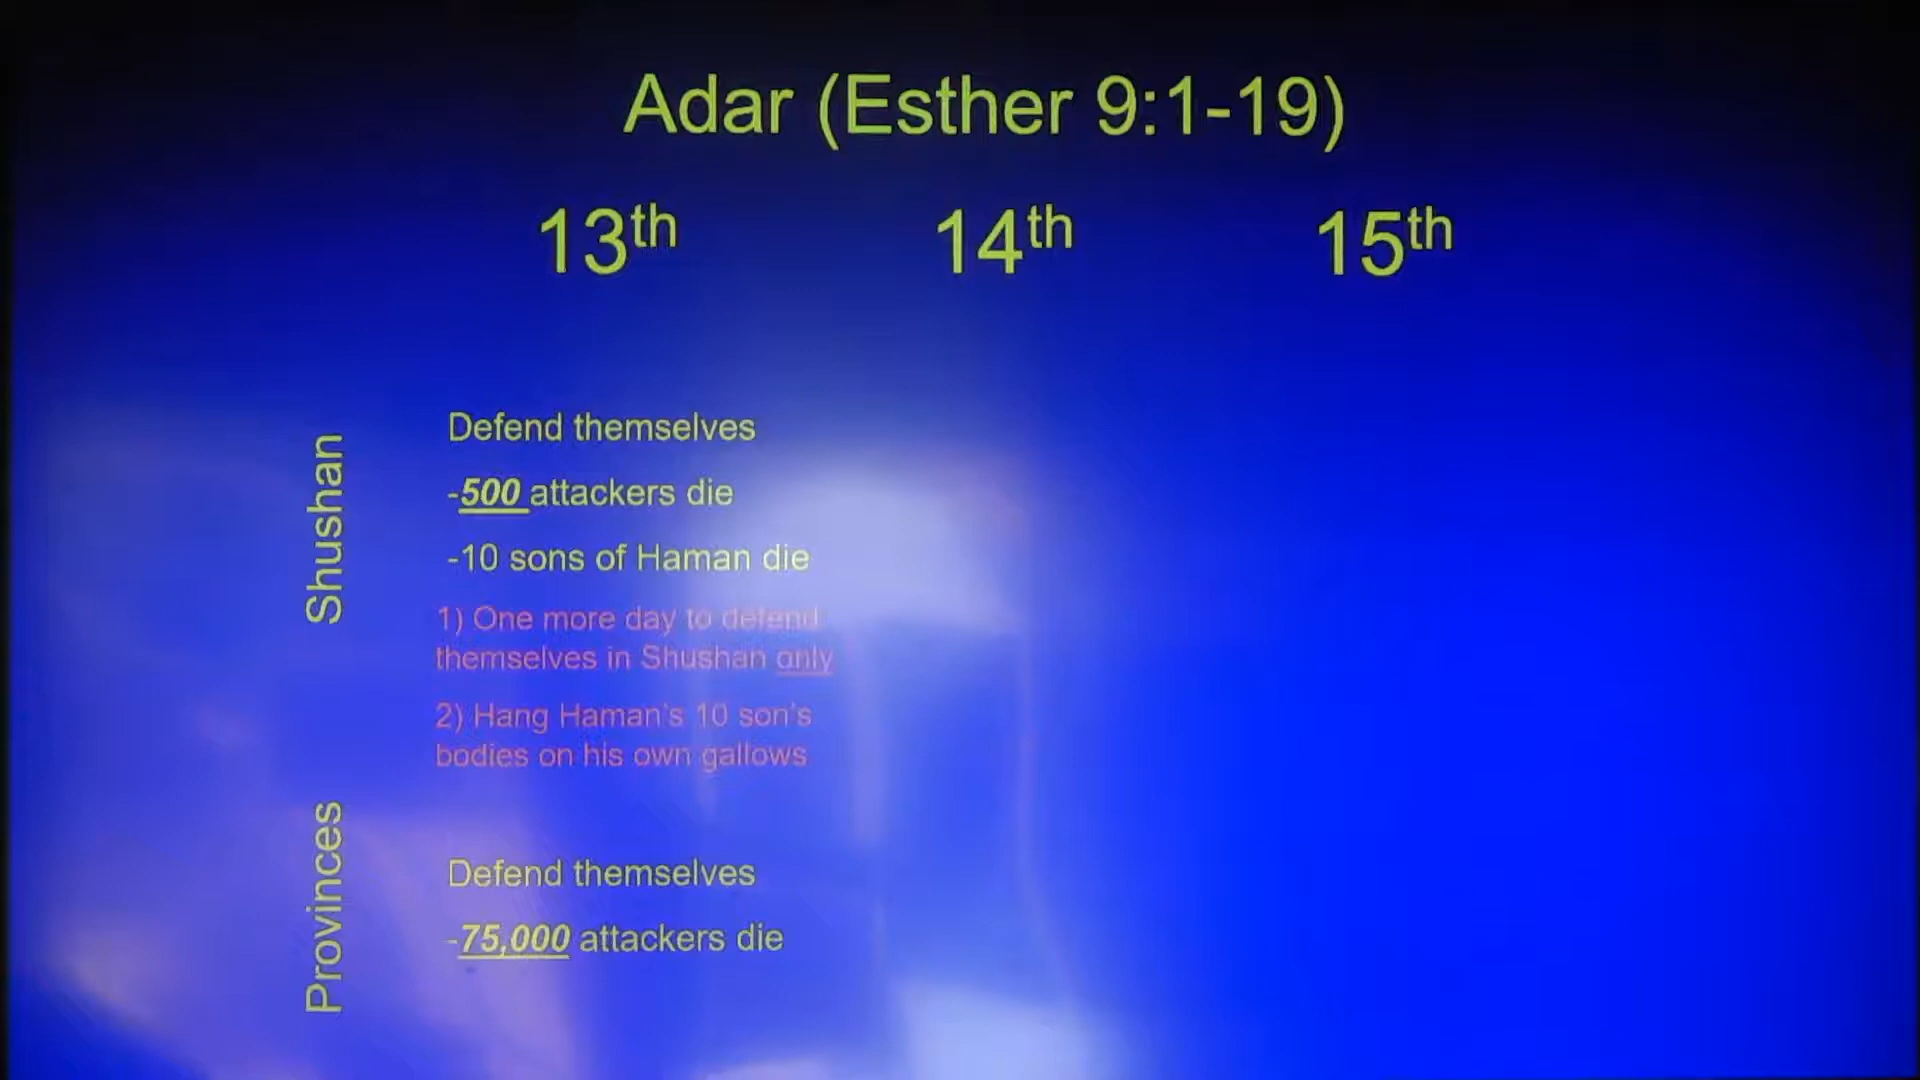 Adar (Esther 9:1-19)
13th
14th
15th
Shushan
Defend themselves
-500 attackers die
-10 sons of Haman die
1) One more day to defend
themselves in Shushan only
2) Hang Haman's 10 son's
bodies on his own gallows
Provinces
Defend themselves
-75,000 attackers die